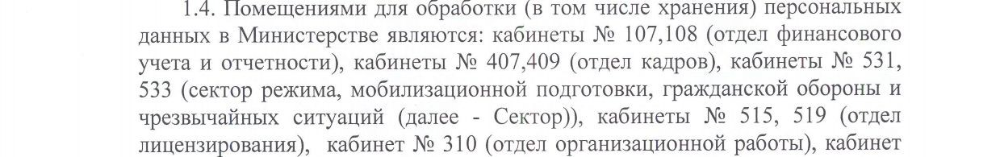 1.4. Помещениями для обработки (в том числе хранения) персональных
данных в Министерстве являются: кабинеты № 107,108 (отдел финансового
учета и отчетности), кабинеты № 407,409 (отдел кадров), кабинеты № 531,
533 (сектор режима, мобилизационной подготовки, гражданской обороны и
чрезвычайных ситуаций (далее - Сектор)), кабинеты № 515, 519 (отдел
лицензирования), кабинет № 310 (отдел организационной работы), кабинет